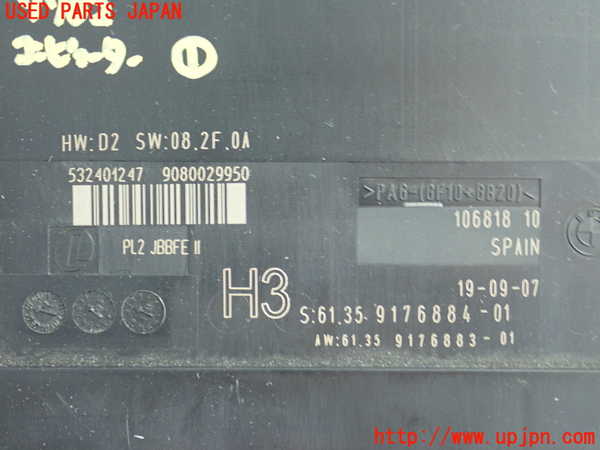 USED PARTS JAPAN
コンピューター ①
HW:D2 SW:08.2F.0A
532401247 9080029950
>PA6-(GF10+GB20)<
106818 10
PL2 JBBFE II
SPAIN
H3
19-09-07
S:61.35 9176884-01
AW:61.35 9176883-01
http://www.upjpn.com/